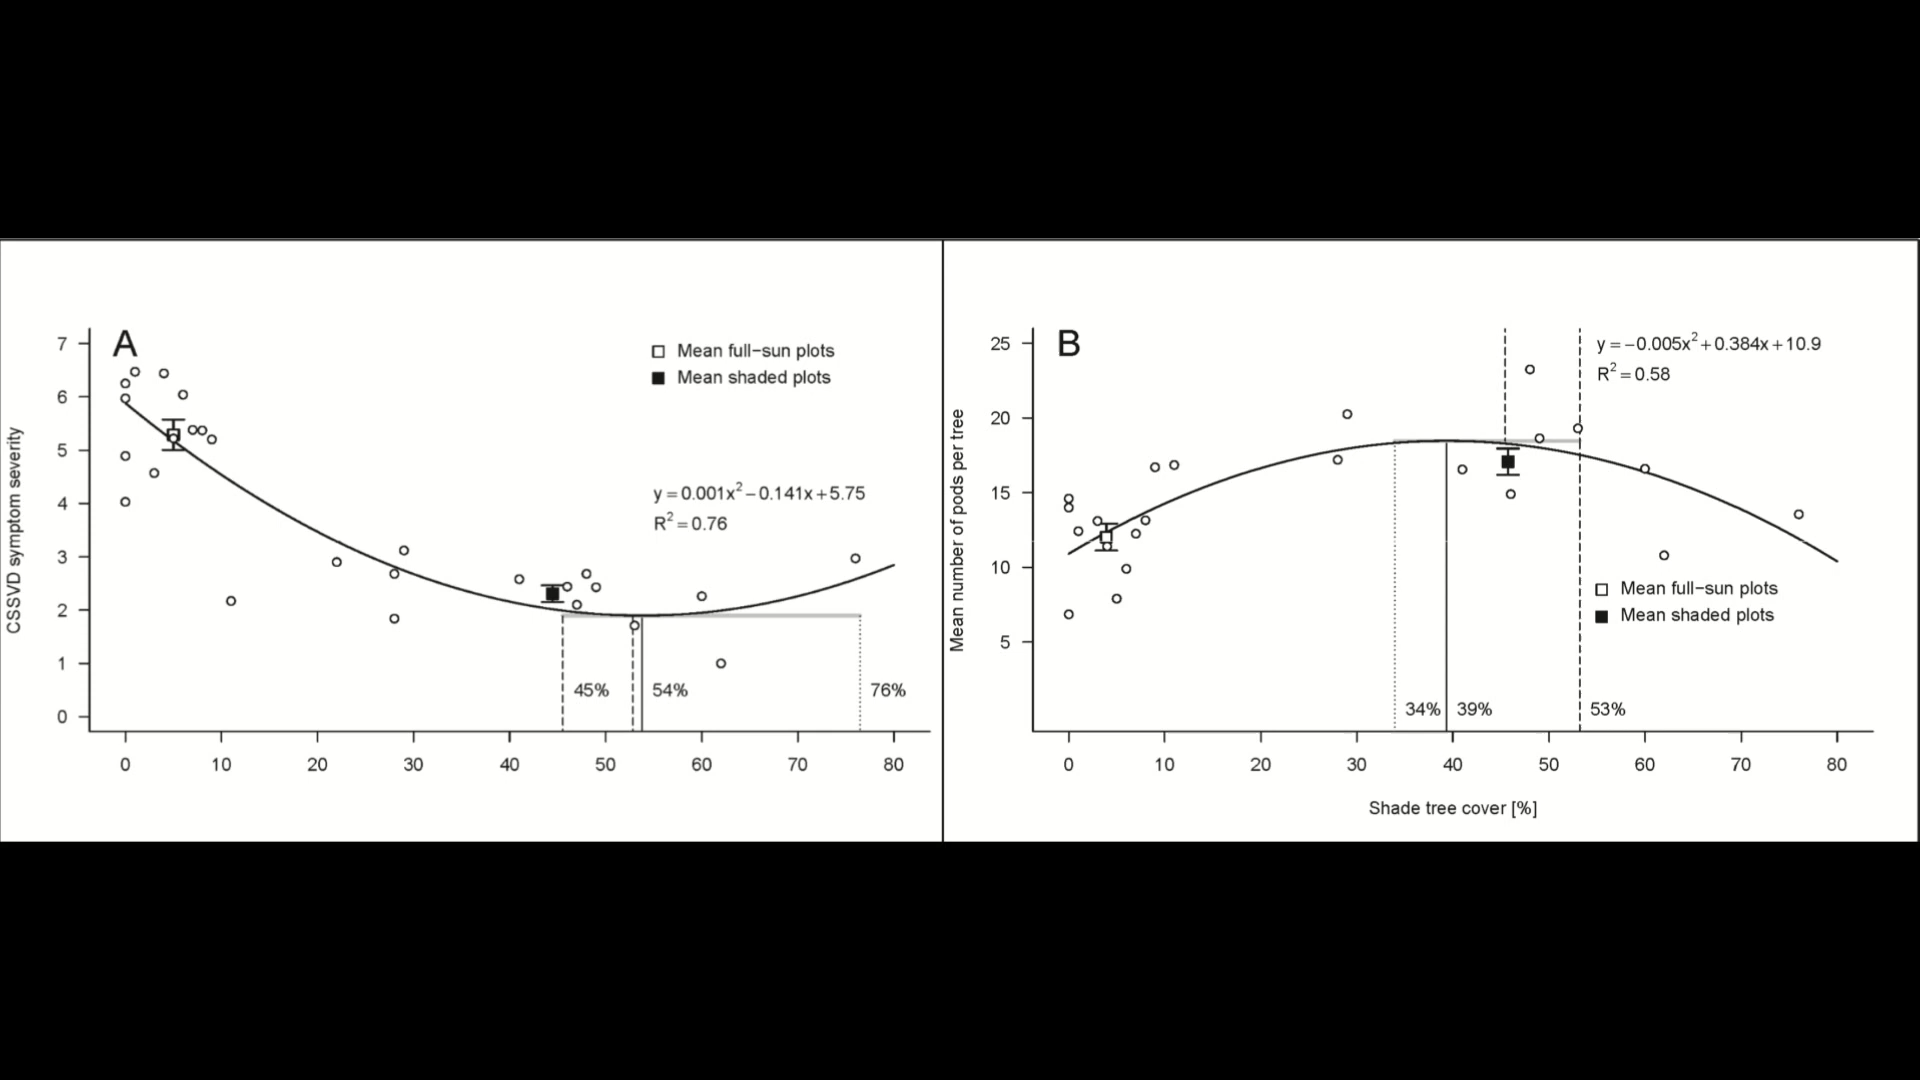 A
Mean full−sun plots
Mean shaded plots
y = 0.001x² − 0.141x + 5.75
R² = 0.76
CSSVD symptom severity
7
6
5
4
3
2
1
0
45%
54%
76%
0 10 20 30 40 50 60 70 80
B
y = −0.005x² + 0.384x + 10.9
R² = 0.58
Mean number of pods per tree
25
20
15
10
5
Mean full−sun plots
Mean shaded plots
34%
39%
53%
0 10 20 30 40 50 60 70 80
Shade tree cover [%]